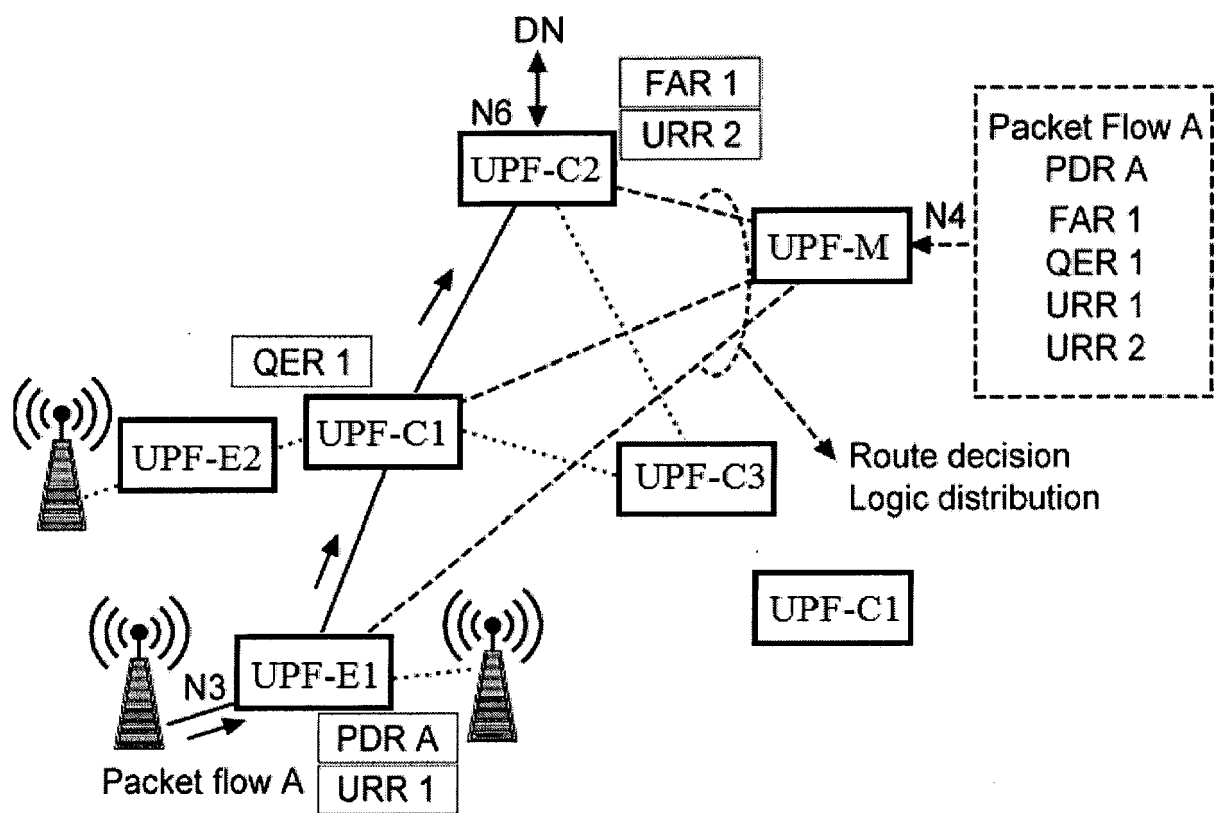 DN
FAR 1
URR 2
N6
UPF-C2
Packet Flow A
PDR A
FAR 1
QER 1
URR 1
URR 2
N4
UPF-M
QER 1
UPF-C1
UPF-E2
UPF-C3
Route decision
Logic distribution
UPF-C1
UPF-E1
N3
PDR A
URR 1
Packet flow A